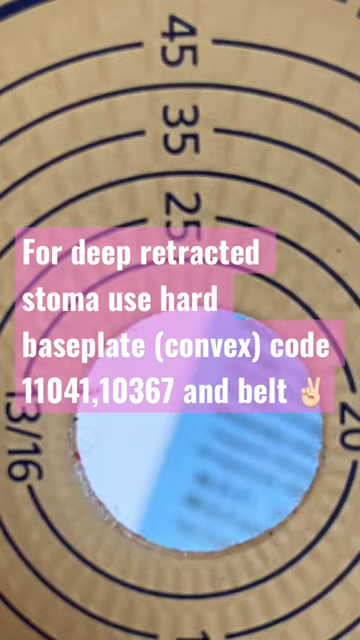 45
35
25
For deep retracted
stoma use hard
baseplate (convex) code
11041,10367 and belt ✌🏻
13/16
20